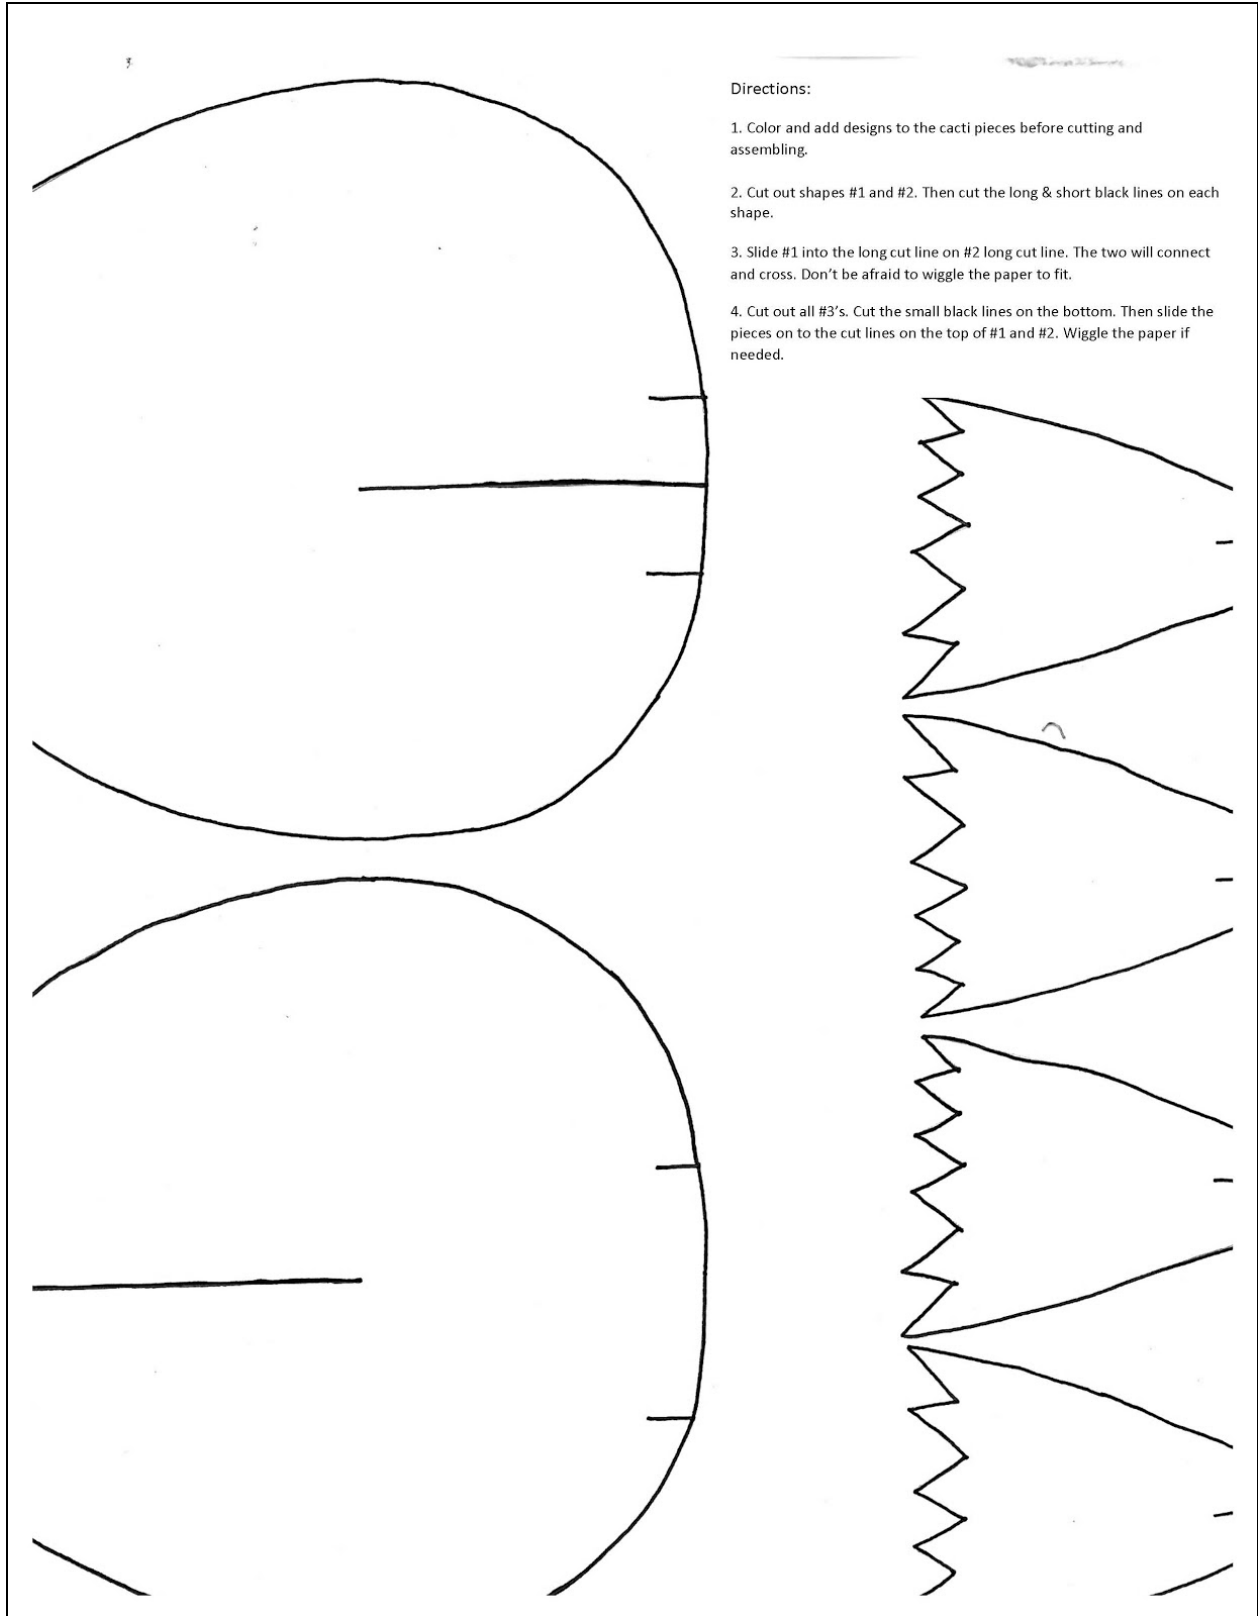 Directions:
1. Color and add designs to the cacti pieces before cutting and
assembling.
2. Cut out shapes #1 and #2. Then cut the long & short black lines on each
shape.
3. Slide #1 into the long cut line on #2 long cut line. The two will connect
and cross. Don't be afraid to wiggle the paper to fit.
4. Cut out all #3's. Cut the small black lines on the bottom. Then slide the
pieces on to the cut lines on the top of #1 and #2. Wiggle the paper if
needed.